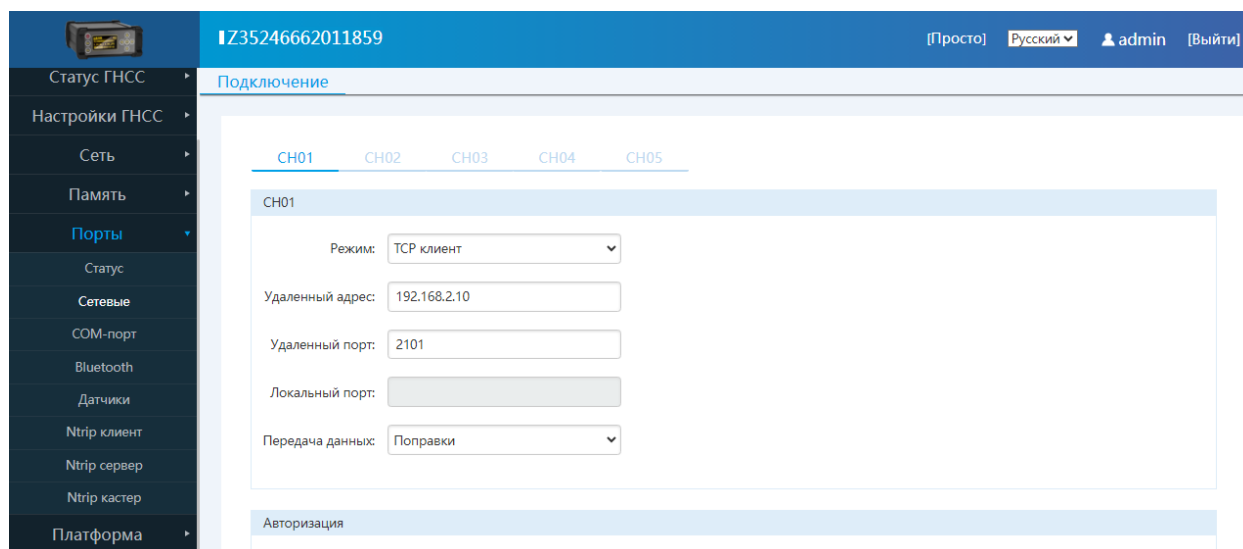 Z35246662011859
[Просто] Русский admin [Выйти]
Статус ГНСС
Настройки ГНСС
Сеть
Память
Порты
Статус
Сетевые
COM-порт
Bluetooth
Датчики
Ntrip клиент
Ntrip сервер
Ntrip кастер
Платформа
Подключение
CH01 CH02 CH03 CH04 CH05
CH01
Режим: TCP клиент
Удаленный адрес: 192.168.2.10
Удаленный порт: 2101
Локальный порт:
Передача данных: Поправки
Авторизация